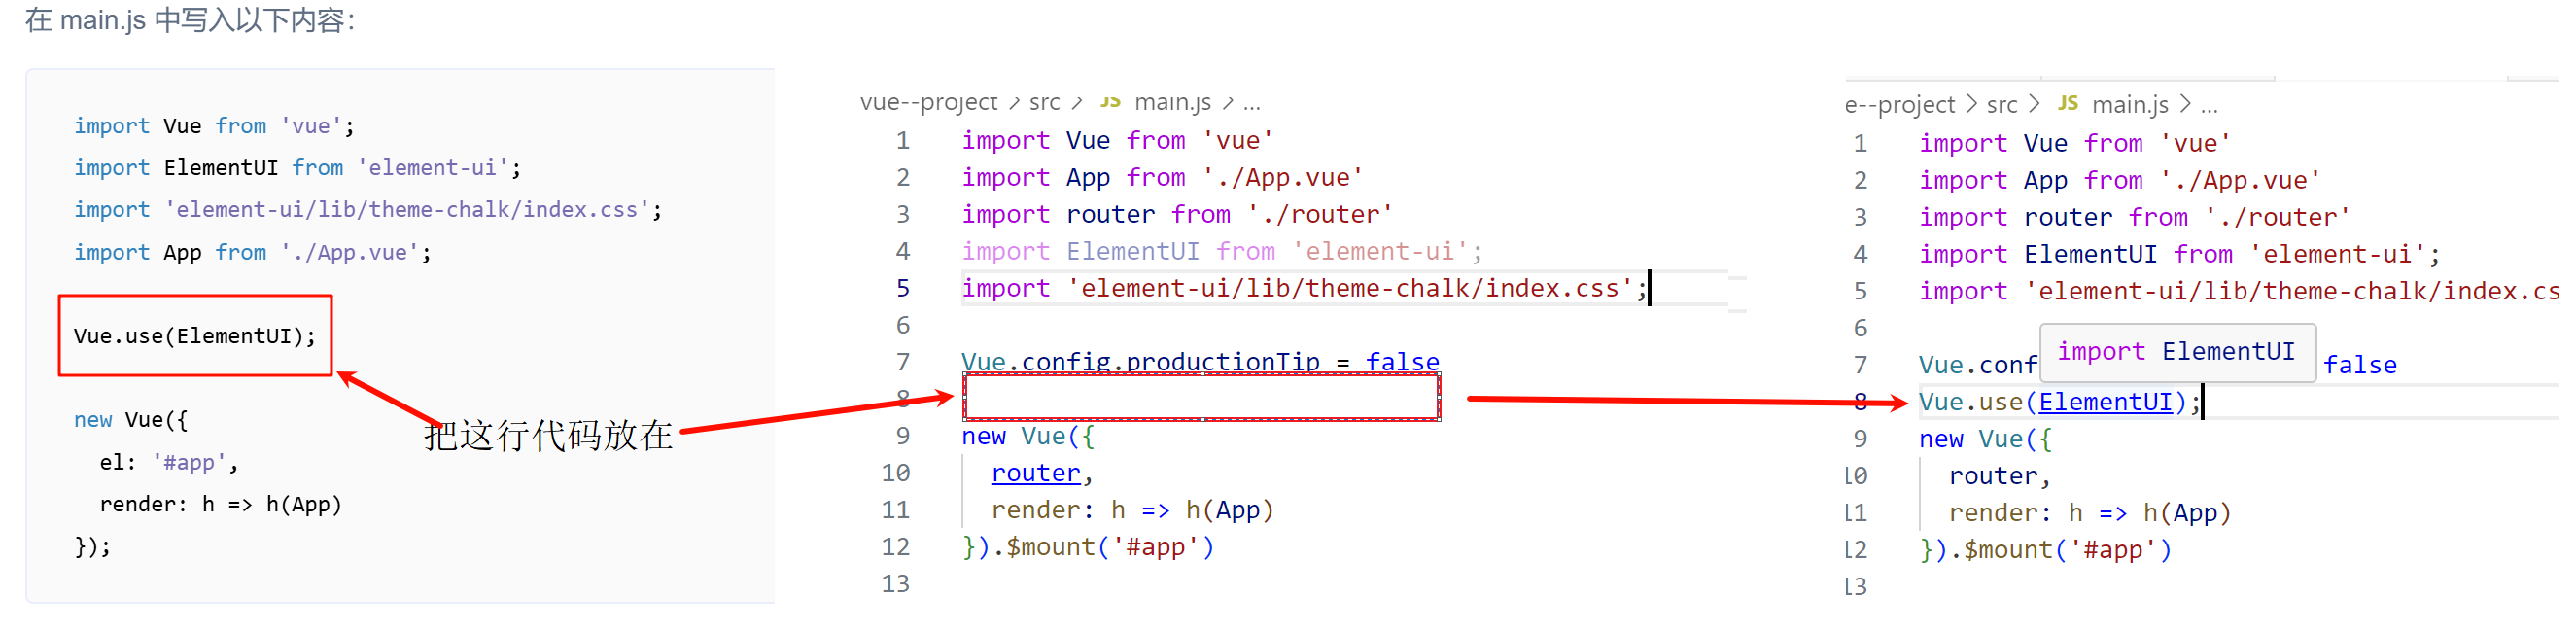 在 main.js 中写入以下内容：
import Vue from 'vue';
import ElementUI from 'element-ui';
import 'element-ui/lib/theme-chalk/index.css';
import App from './App.vue';
Vue.use(ElementUI);
new Vue({
  el: '#app',
  render: h => h(App)
});
把这行代码放在
vue--project > src > JS main.js > ...
1 import Vue from 'vue'
2 import App from './App.vue'
3 import router from './router'
4 import ElementUI from 'element-ui';
5 import 'element-ui/lib/theme-chalk/index.css';
6
7 Vue.config.productionTip = false
8
9 new Vue({
10   router,
11   render: h => h(App)
12 }).$mount('#app')
13
e--project > src > JS main.js > ...
1 import Vue from 'vue'
2 import App from './App.vue'
3 import router from './router'
4 import ElementUI from 'element-ui';
5 import 'element-ui/lib/theme-chalk/index.cs
6
import ElementUI
7 Vue.conf false
8 Vue.use(ElementUI);
9 new Vue({
10   router,
11   render: h => h(App)
12 }).$mount('#app')
13